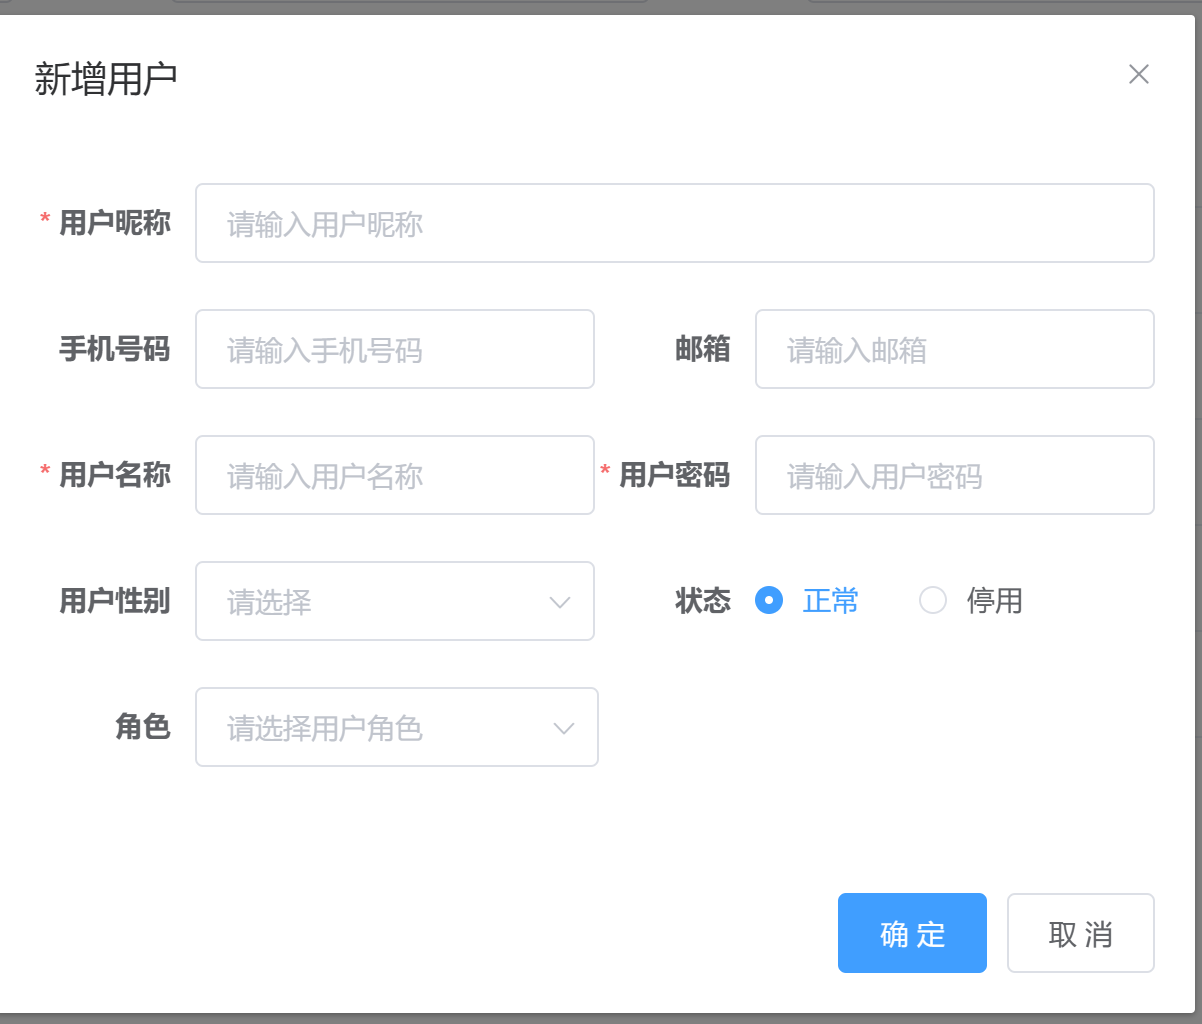 新增用户
* 用户昵称 请输入用户昵称
手机号码 请输入手机号码 邮箱 请输入邮箱
* 用户名称 请输入用户名称 * 用户密码 请输入用户密码
用户性别 请选择 状态 正常 停用
角色 请选择用户角色
确 定 取 消